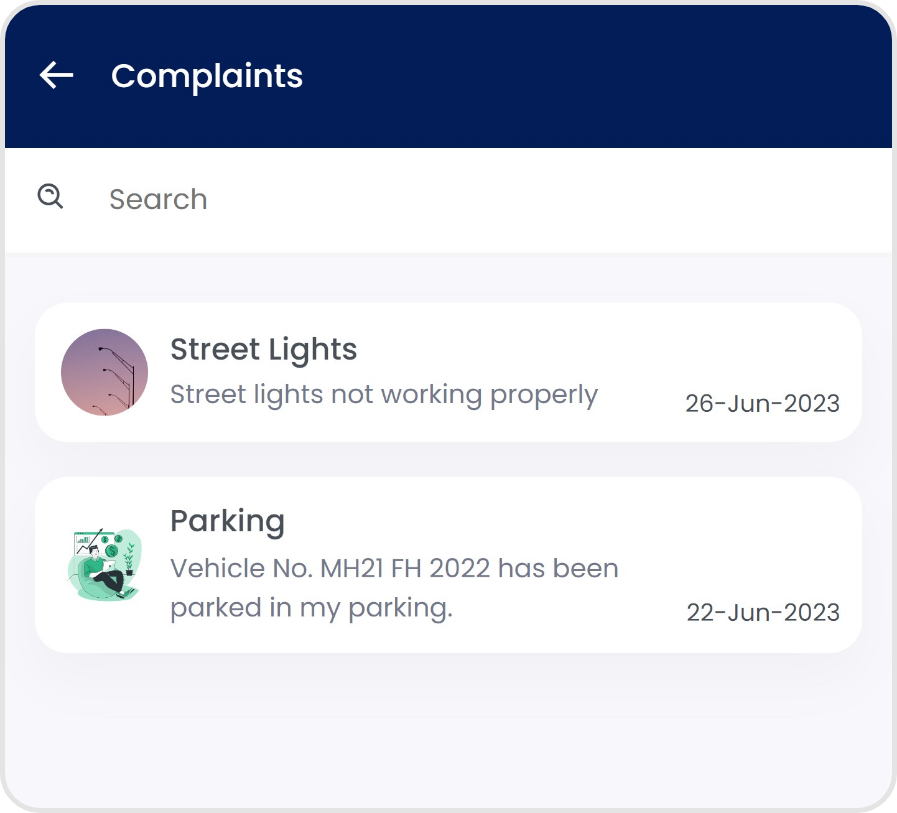 Complaints
Search
Street Lights
Street lights not working properly
26-Jun-2023
Parking
Vehicle No. MH21 FH 2022 has been
parked in my parking.
22-Jun-2023